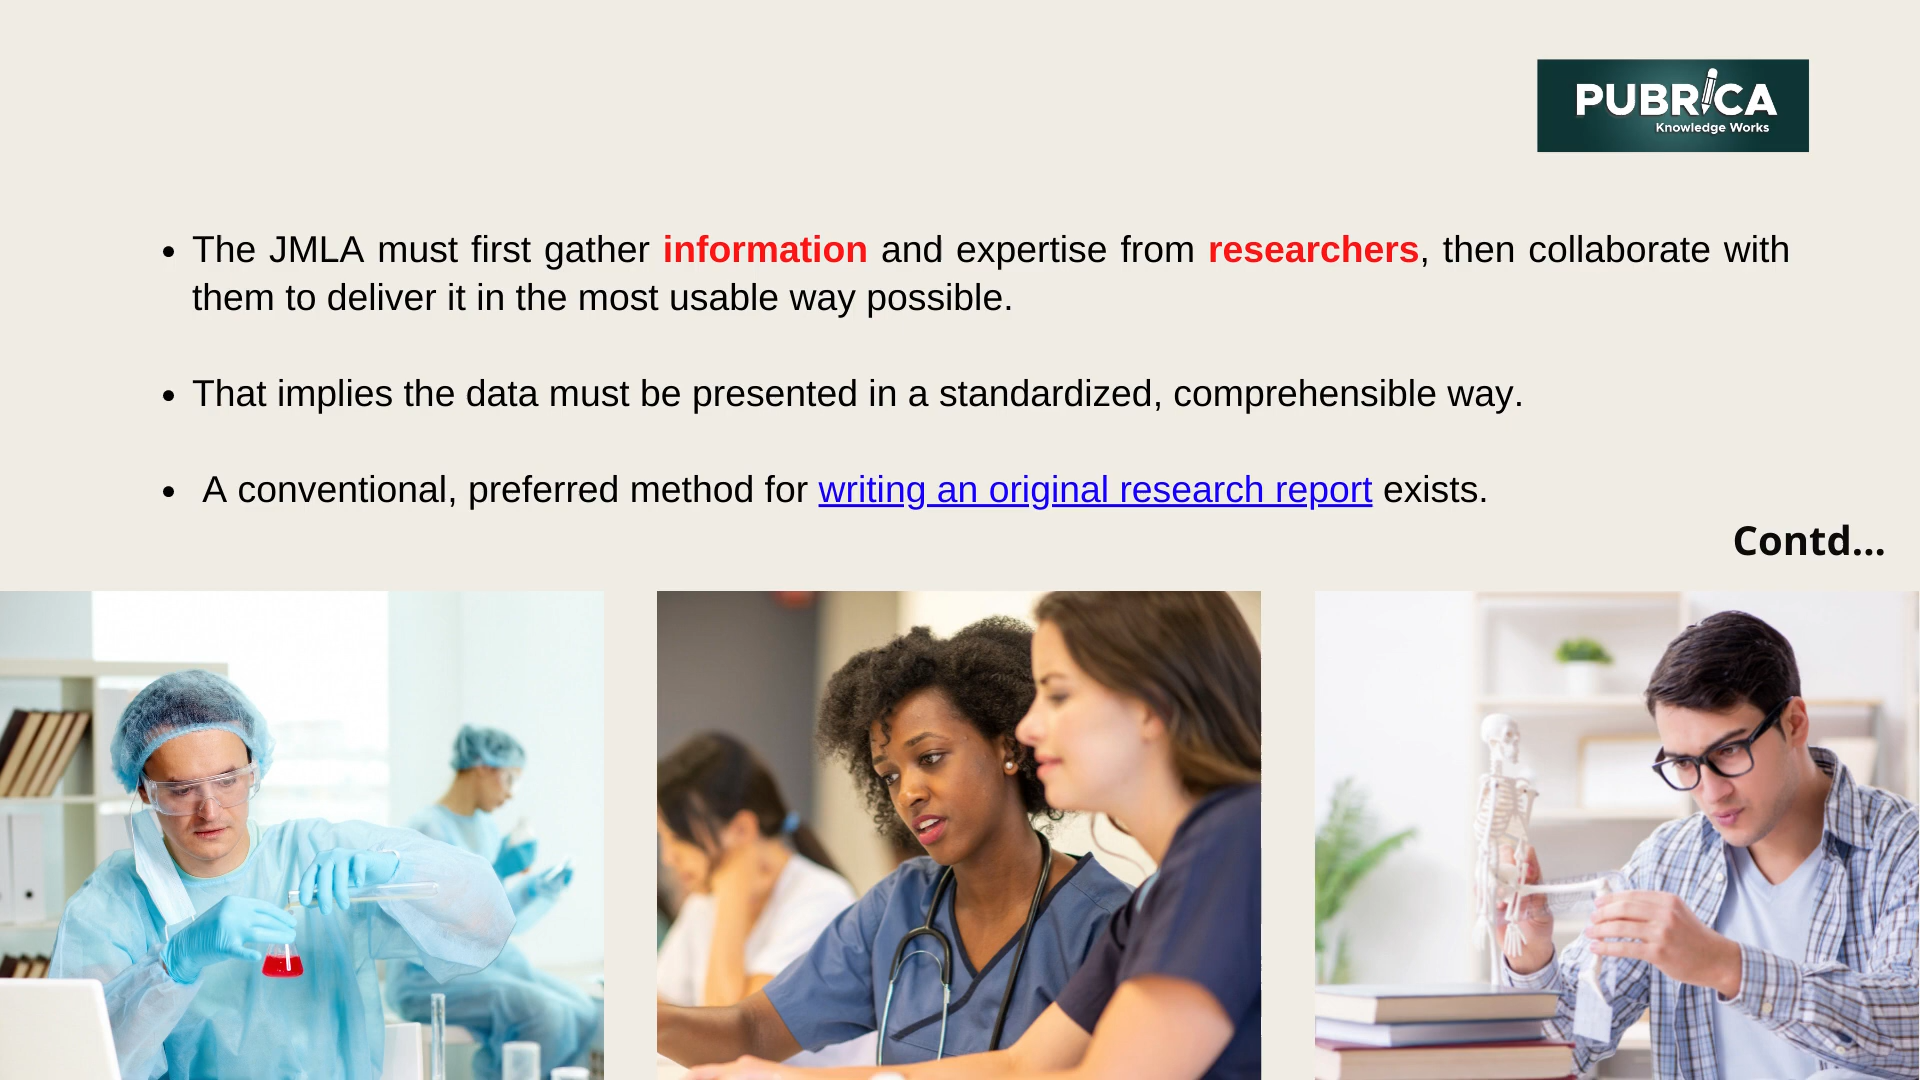 PUBRICA
Knowledge Works
• The JMLA must first gather information and expertise from researchers, then collaborate with
them to deliver it in the most usable way possible.
• That implies the data must be presented in a standardized, comprehensible way.
• A conventional, preferred method for writing an original research report exists.
Contd...